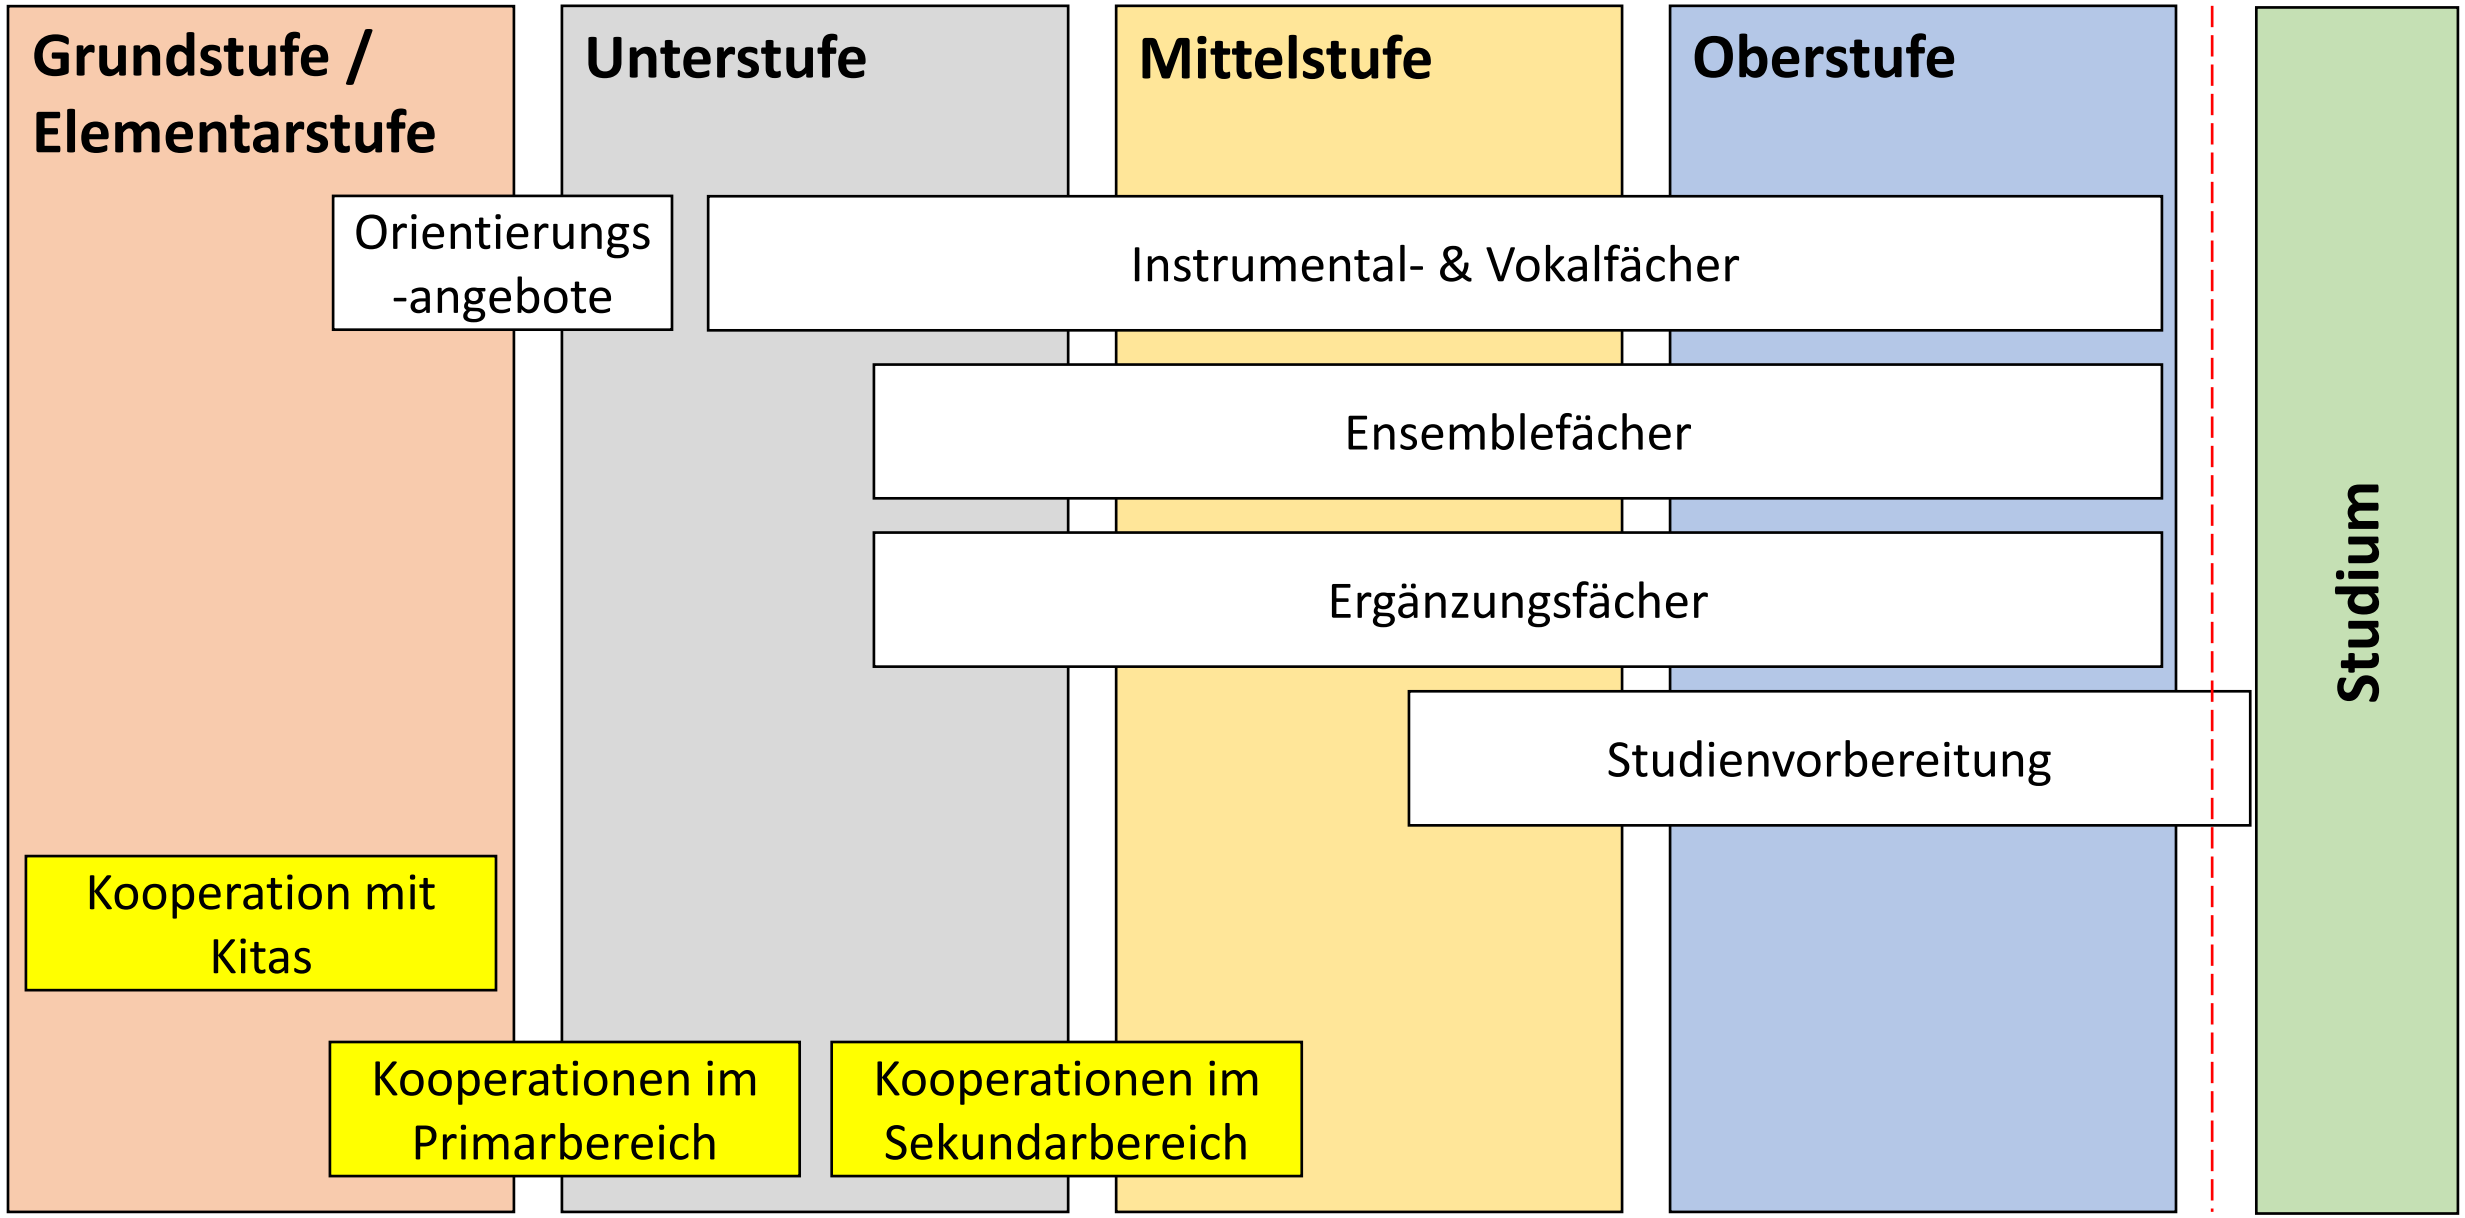 Grundstufe /
Elementarstufe
Unterstufe
Mittelstufe
Oberstufe
Orientierungs
-angebote
Instrumental- & Vokalfächer
Ensemblefächer
Ergänzungsfächer
Studienvorbereitung
Studium
Kooperation mit
Kitas
Kooperationen im
Primarbereich
Kooperationen im
Sekundarbereich